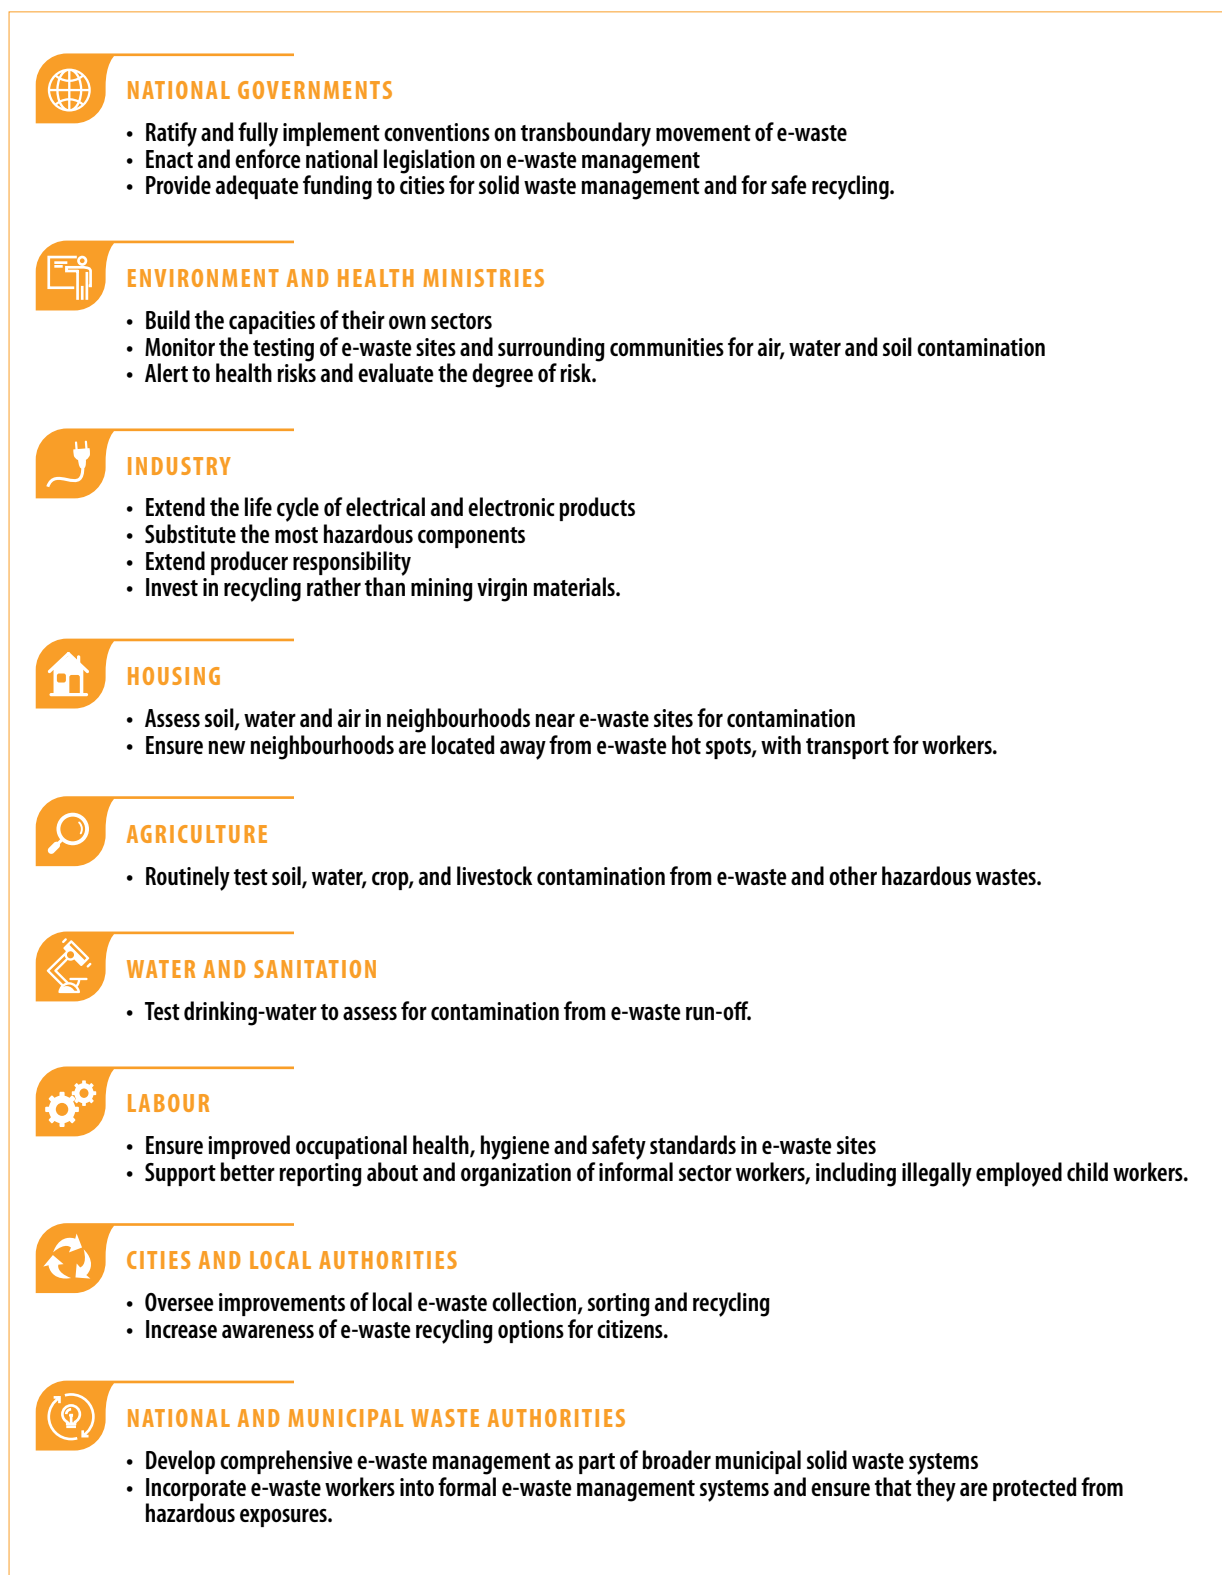 NATIONAL GOVERNMENTS
• Ratify and fully implement conventions on transboundary movement of e-waste
• Enact and enforce national legislation on e-waste management
• Provide adequate funding to cities for solid waste management and for safe recycling.
ENVIRONMENT AND HEALTH MINISTRIES
• Build the capacities of their own sectors
• Monitor the testing of e-waste sites and surrounding communities for air, water and soil contamination
• Alert to health risks and evaluate the degree of risk.
INDUSTRY
• Extend the life cycle of electrical and electronic products
• Substitute the most hazardous components
• Extend producer responsibility
• Invest in recycling rather than mining virgin materials.
HOUSING
• Assess soil, water and air in neighbourhoods near e-waste sites for contamination
• Ensure new neighbourhoods are located away from e-waste hot spots, with transport for workers.
AGRICULTURE
• Routinely test soil, water, crop, and livestock contamination from e-waste and other hazardous wastes.
WATER AND SANITATION
• Test drinking-water to assess for contamination from e-waste run-off.
LABOUR
• Ensure improved occupational health, hygiene and safety standards in e-waste sites
• Support better reporting about and organization of informal sector workers, including illegally employed child workers.
CITIES AND LOCAL AUTHORITIES
• Oversee improvements of local e-waste collection, sorting and recycling
• Increase awareness of e-waste recycling options for citizens.
NATIONAL AND MUNICIPAL WASTE AUTHORITIES
• Develop comprehensive e-waste management as part of broader municipal solid waste systems
• Incorporate e-waste workers into formal e-waste management systems and ensure that they are protected from
hazardous exposures.